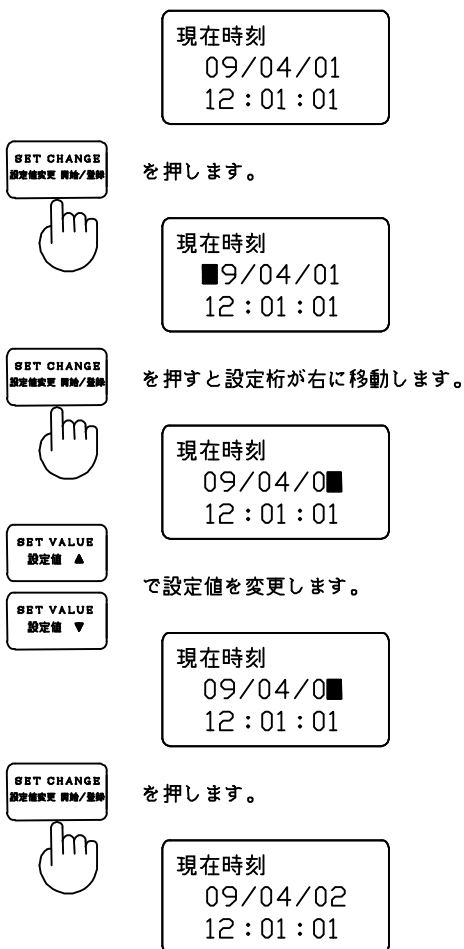 現在時刻
09/04/01
12:01:01
SET CHANGE
設定値変更 開始/登録
を押します。
現在時刻
■9/04/01
12:01:01
SET CHANGE
設定値変更 開始/登録
を押すと設定桁が右に移動します。
現在時刻
09/04/0■
12:01:01
SET VALUE
設定値 ▲
SET VALUE
設定値 ▼
で設定値を変更します。
現在時刻
09/04/0■
12:01:01
SET CHANGE
設定値変更 開始/登録
を押します。
現在時刻
09/04/02
12:01:01